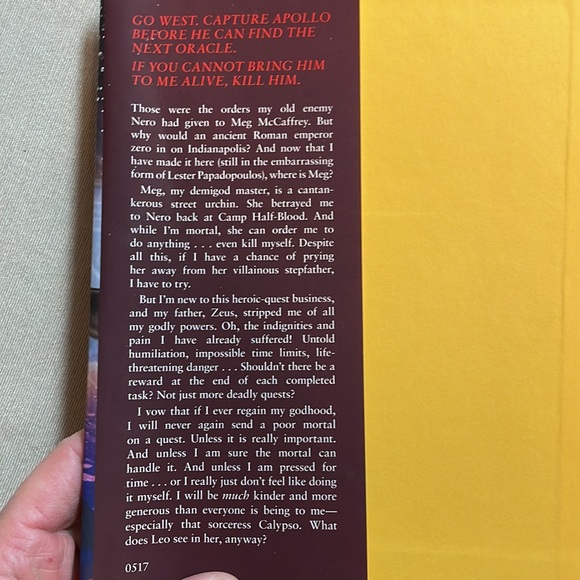 GO WEST. CAPTURE APOLLO
BEFORE HE CAN FIND THE
NEXT ORACLE.
IF YOU CANNOT BRING HIM
TO ME ALIVE, KILL HIM.
Those were the orders my old enemy
Nero had given to Meg McCaffrey. But
why would an ancient Roman emperor
zero in on Indianapolis? And now that I
have made it here (still in the embarrassing
form of Lester Papadopoulos), where is Meg?
Meg, my demigod master, is a cantan-
kerous street urchin. She betrayed me
to Nero back at Camp Half-Blood. And
while I'm mortal, she can order me to
do anything . . . even kill myself. Despite
all this, if I have a chance of prying
her away from her villainous stepfather,
I have to try.
But I'm new to this heroic-quest business,
and my father, Zeus, stripped me of all
my godly powers. Oh, the indignities and
pain I have already suffered! Untold
humiliation, impossible time limits, life-
threatening danger . . . Shouldn't there be a
reward at the end of each completed
task? Not just more deadly quests?
I vow that if I ever regain my godhood,
I will never again send a poor mortal
on a quest. Unless it is really important.
And unless I am sure the mortal can
handle it. And unless I am pressed for
time . . . or I really just don't feel like doing
it myself. I will be much kinder and more
generous than everyone is being to me—
especially that sorceress Calypso. What
does Leo see in her, anyway?
0517